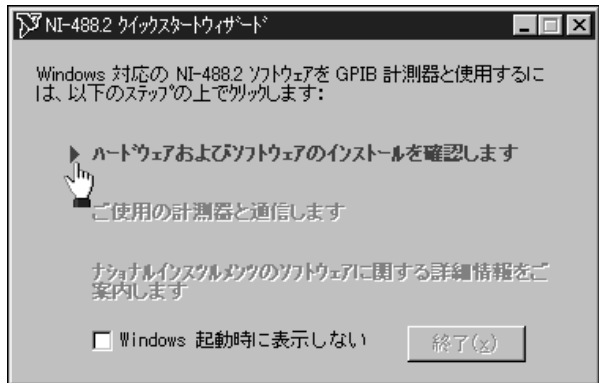 NI-488.2 クイックスタートウィザード
Windows 対応の NI-488.2 ソフトウェアを GPIB 計測器と使用するに
は、以下のステップの上でクリックします:
ハードウェアおよびソフトウェアのインストールを確認します
ご使用の計測器と通信します
ナショナルインスツルメンツのソフトウェアに関する詳細情報をご
案内します
Windows 起動時に表示しない
終了(x)